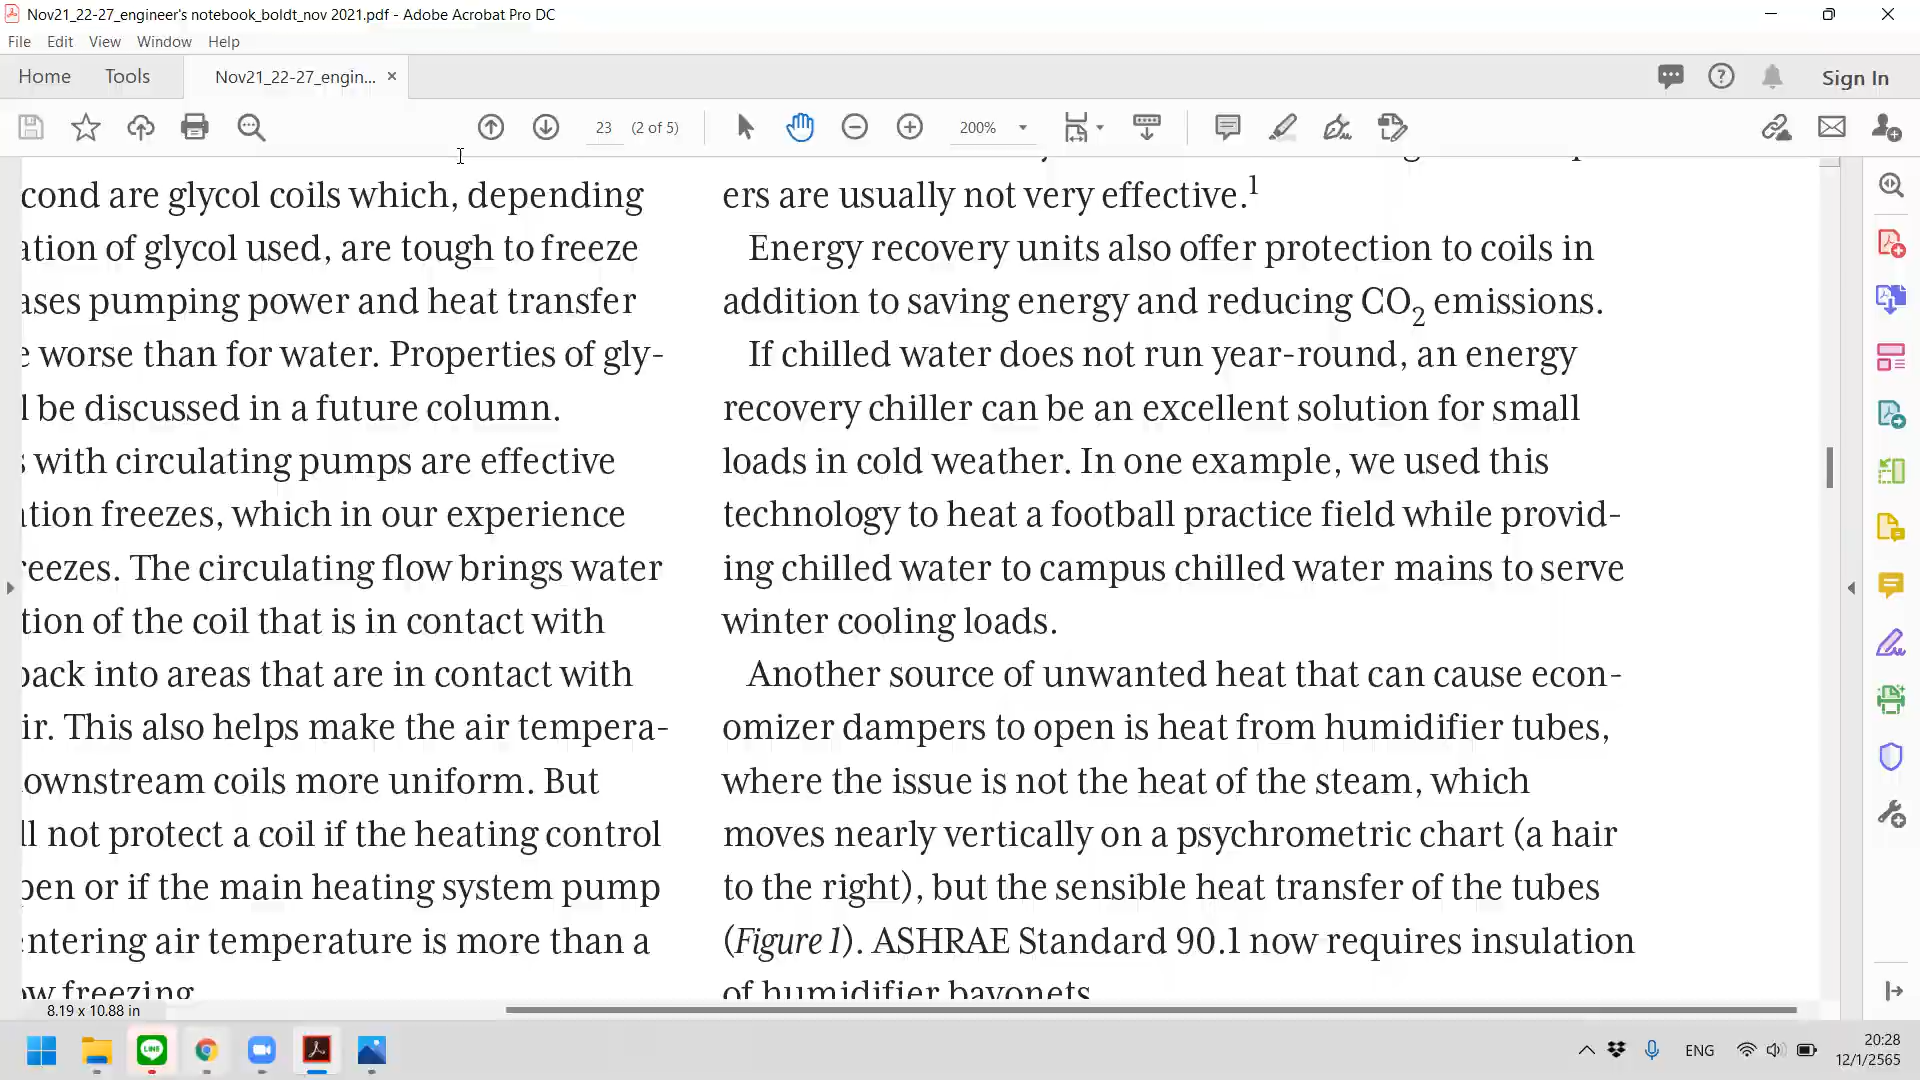 Nov21_22-27_engineer's notebook_boldt_nov 2021.pdf - Adobe Acrobat Pro DC
File Edit View Window Help
Home Tools Nov21_22-27_engin... ×
Sign In
23 (2 of 5) 200%
cond are glycol coils which, depending
ation of glycol used, are tough to freeze
ases pumping power and heat transfer
e worse than for water. Properties of gly-
l be discussed in a future column.
s with circulating pumps are effective
ation freezes, which in our experience
reezes. The circulating flow brings water
tion of the coil that is in contact with
back into areas that are in contact with
ir. This also helps make the air tempera-
ownstream coils more uniform. But
ll not protect a coil if the heating control
pen or if the main heating system pump
entering air temperature is more than a
ow freezing
ers are usually not very effective.1
Energy recovery units also offer protection to coils in
addition to saving energy and reducing CO2 emissions.
If chilled water does not run year-round, an energy
recovery chiller can be an excellent solution for small
loads in cold weather. In one example, we used this
technology to heat a football practice field while provid-
ing chilled water to campus chilled water mains to serve
winter cooling loads.
Another source of unwanted heat that can cause econ-
omizer dampers to open is heat from humidifier tubes,
where the issue is not the heat of the steam, which
moves nearly vertically on a psychrometric chart (a hair
to the right), but the sensible heat transfer of the tubes
(Figure 1). ASHRAE Standard 90.1 now requires insulation
of humidifier bayonets
8.19 x 10.88 in
LINE
ENG
20:28
12/1/2565